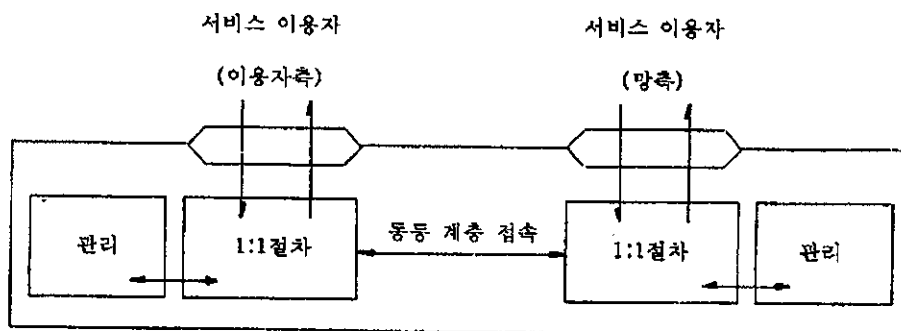 서비스 이용자 서비스 이용자
(이용자측) (망측)
관리 1:1절차 동등 계층 접속 1:1절차 관리